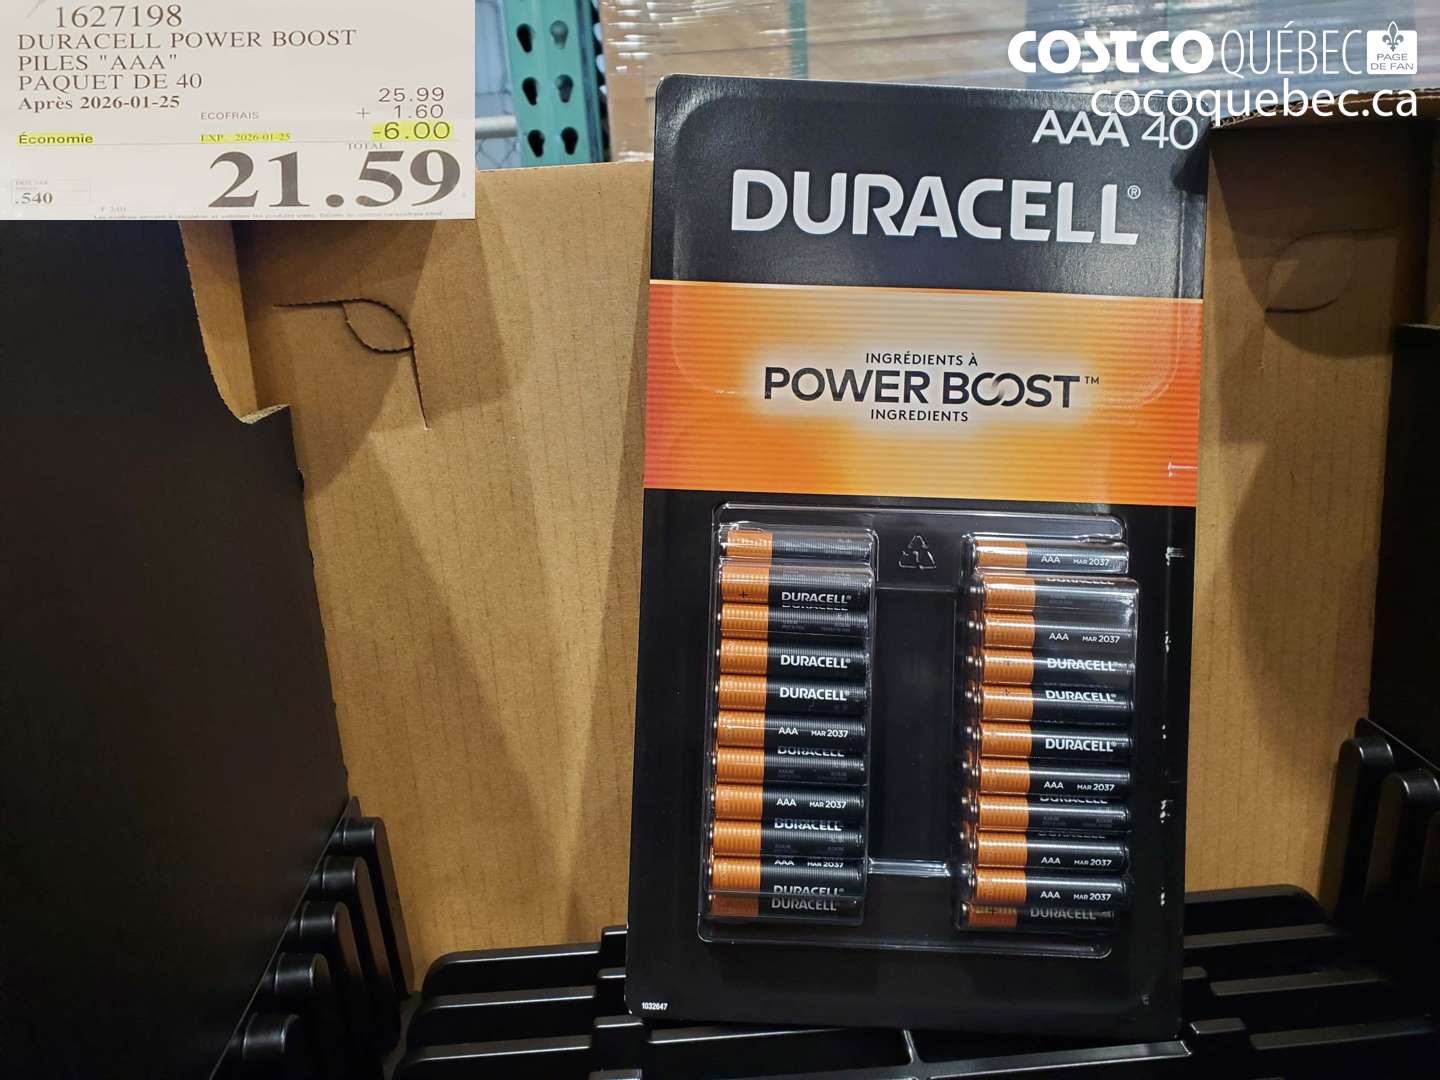 1627198
DURACELL POWER BOOST
PILES "AAA"
PAQUET DE 40
Après 2026-01-25 25.99
ECOFRAIS + 1.60
Économie EXP. 2026-01-25 -6.00
TOTAL
21.59
.540
COSTCO QUÉBEC PAGE DE FAN
cocoquebec.ca
AAA 40
DURACELL®
INGRÉDIENTS À
POWER BOOST™
INGREDIENTS
DURACELL®
DURACELL®
DURACELL®
AAA MAR 2037
DURACELL
AAA MAR 2037
DURACELL
AAA MAR 2037
DURACELL
DURACELL
AAA MAR 2037
DURACELL
AAA MAR 2037
DURACELL®
DURACELL®
DURACELL®
AAA MAR 2037
DURACELL
AAA MAR 2037
AAA MAR 2037
DURACELL
1032647